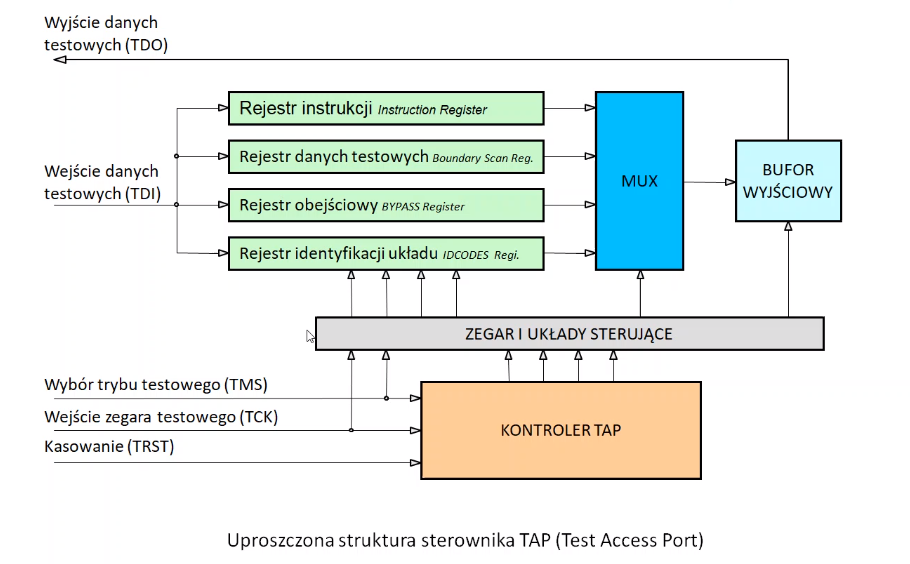 Wyjście danych
testowych (TDO)
Rejestr instrukcji Instruction Register
Rejestr danych testowych Boundary Scan Reg.
Wejście danych
testowych (TDI)
MUX
BUFOR
WYJŚCIOWY
Rejestr obejściowy BYPASS Register
Rejestr identyfikacji układu IDCODES Regi.
ZEGAR I UKŁADY STERUJĄCE
Wybór trybu testowego (TMS)
Wejście zegara testowego (TCK)
Kasowanie (TRST)
KONTROLER TAP
Uproszczona struktura sterownika TAP (Test Access Port)